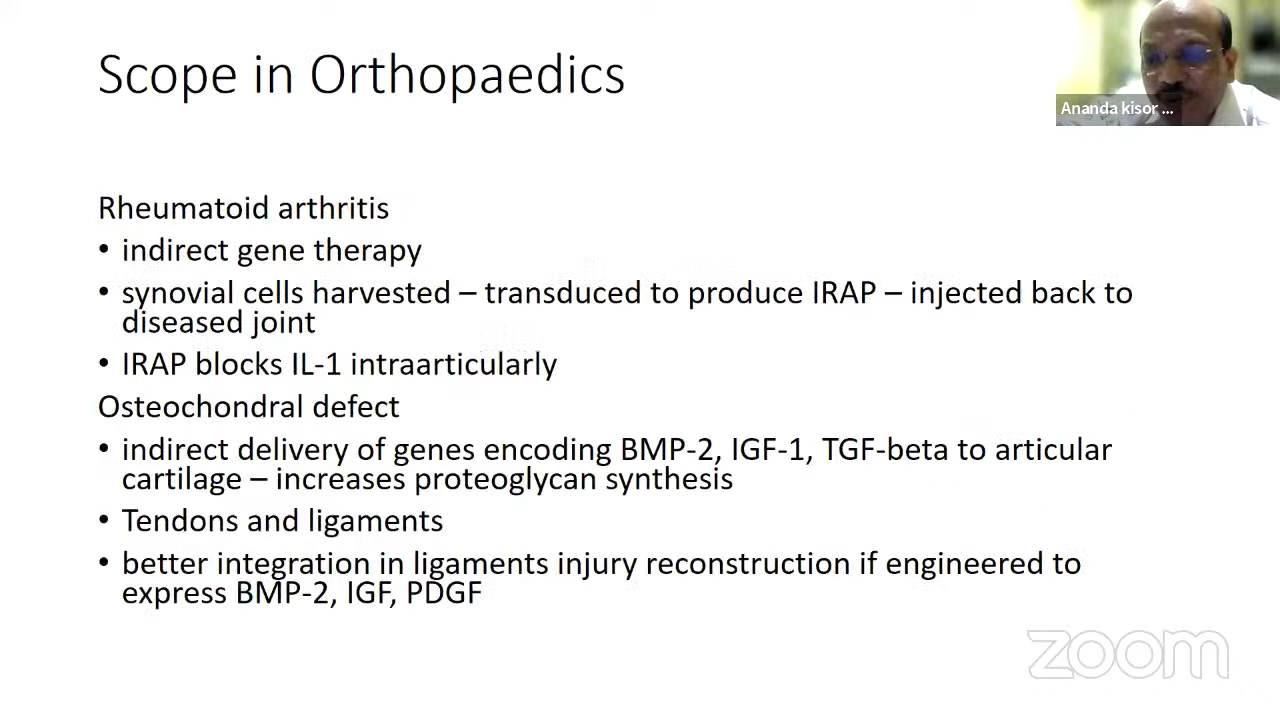 Scope in Orthopaedics
Ananda kisor ...
Rheumatoid arthritis
• indirect gene therapy
• synovial cells harvested – transduced to produce IRAP – injected back to
diseased joint
• IRAP blocks IL-1 intraarticularly
Osteochondral defect
• indirect delivery of genes encoding BMP-2, IGF-1, TGF-beta to articular
cartilage – increases proteoglycan synthesis
• Tendons and ligaments
• better integration in ligaments injury reconstruction if engineered to
express BMP-2, IGF, PDGF
zoom